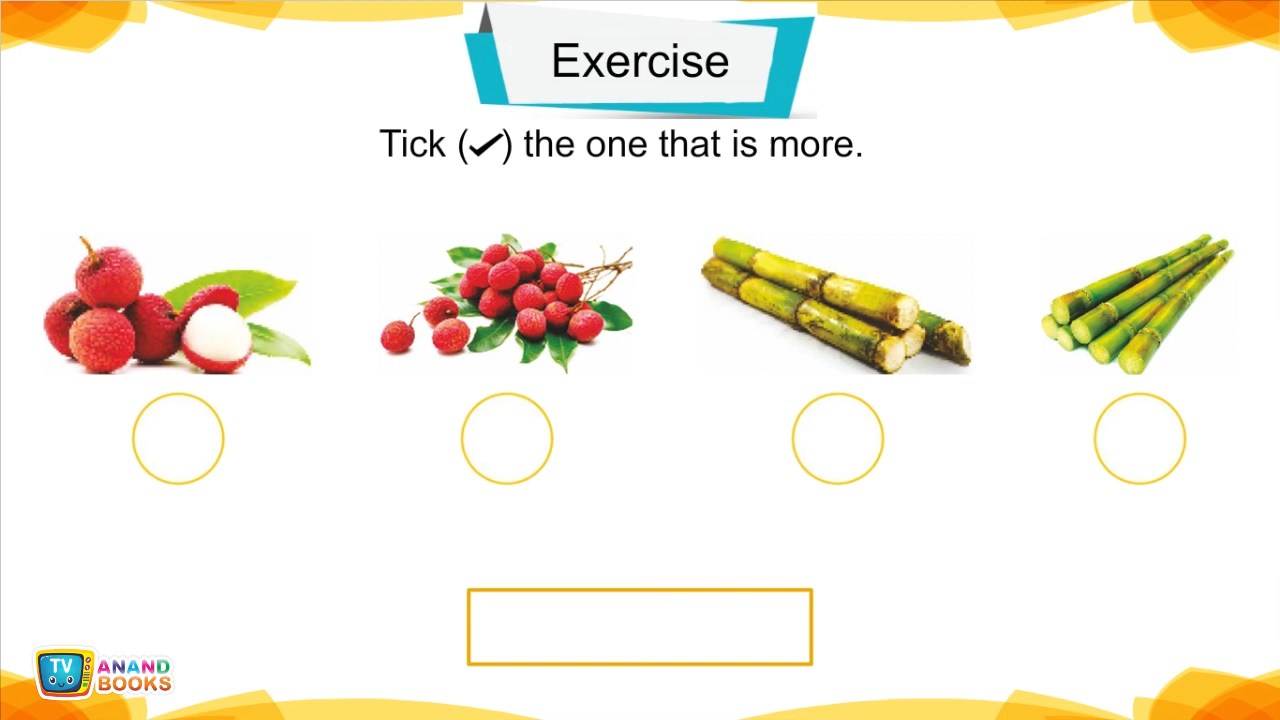 Exercise
Tick (✓) the one that is more.
TV
ANAND
BOOKS